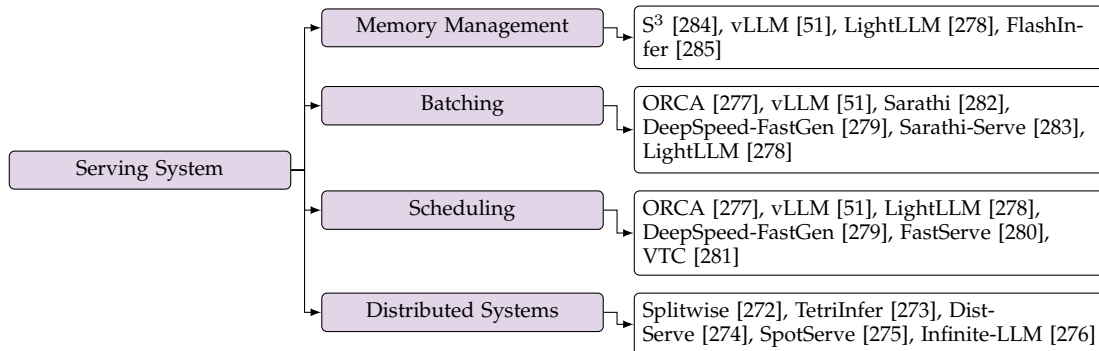 Serving System
Memory Management
S³ [284], vLLM [51], LightLLM [278], FlashIn-
fer [285]
Batching
ORCA [277], vLLM [51], Sarathi [282],
DeepSpeed-FastGen [279], Sarathi-Serve [283],
LightLLM [278]
Scheduling
ORCA [277], vLLM [51], LightLLM [278],
DeepSpeed-FastGen [279], FastServe [280],
VTC [281]
Distributed Systems
Splitwise [272], TetriInfer [273], Dist-
Serve [274], SpotServe [275], Infinite-LLM [276]